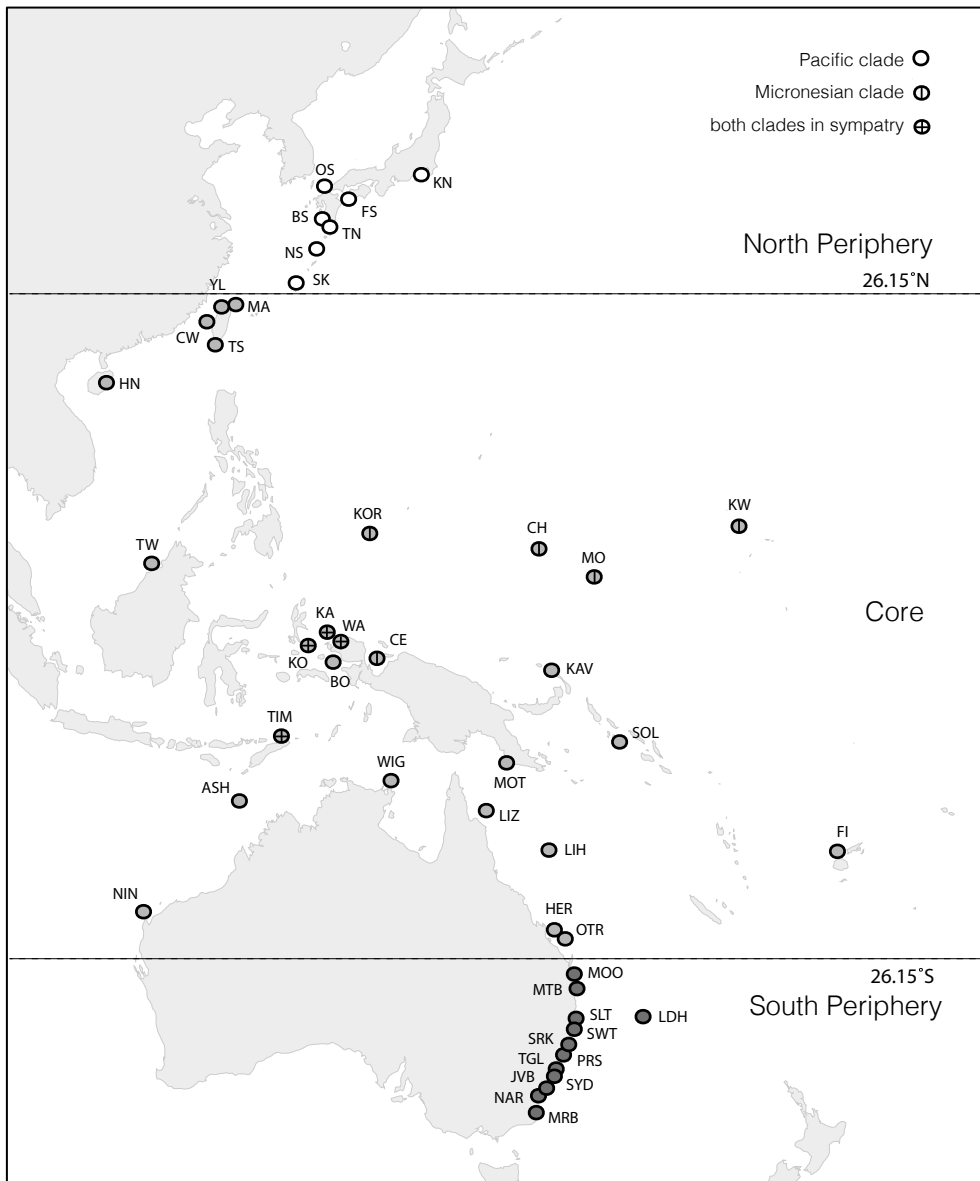 Pacific clade
Micronesian clade
both clades in sympatry
OS
KN
FS
BS
TN
NS
North Periphery
SK
26.15˚N
YL
MA
CW
TS
HN
KOR
KW
CH
TW
MO
KA
WA
Core
CE
KO
BO
KAV
TIM
SOL
WIG
MOT
ASH
LIZ
FI
LIH
NIN
HER
OTR
MOO
26.15˚S
MTB
South Periphery
SLT
LDH
SWT
SRK
PRS
TGL
JVB
SYD
NAR
MRB